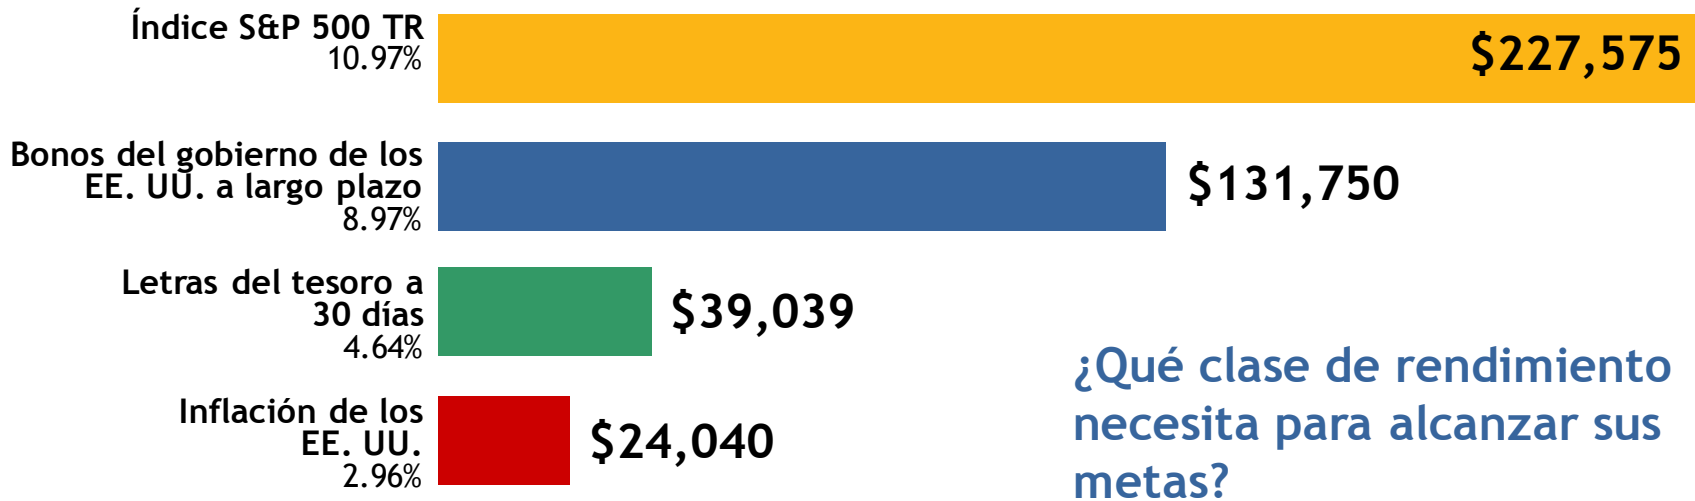 Índice S&P 500 TR
10.97%
$227,575
Bonos del gobierno de los
EE. UU. a largo plazo
8.97%
$131,750
Letras del tesoro a
30 días
4.64%
$39,039
Inflación de los
EE. UU.
2.96%
$24,040
¿Qué clase de rendimiento
necesita para alcanzar sus
metas?